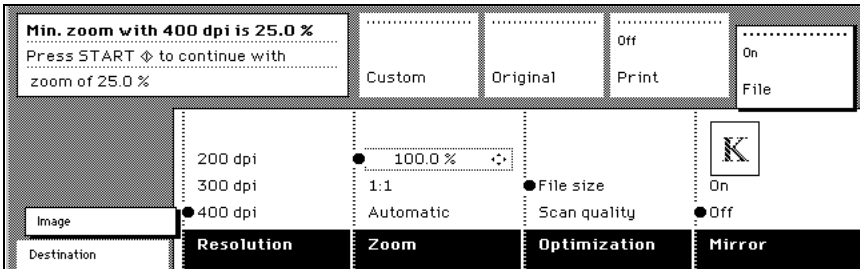 Min. zoom with 400 dpi is 25.0 %
Press START ⟐ to continue with
zoom of 25.0 %
Custom
Original
Off
Print
On
File
200 dpi
300 dpi
400 dpi
Resolution
100.0 %
1:1
Automatic
Zoom
File size
Scan quality
Optimization
K
On
Off
Mirror
Image
Destination